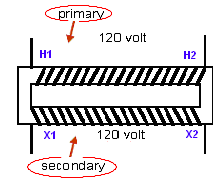 primary
120 volt
H1 H2
X1 120 volt X2
secondary